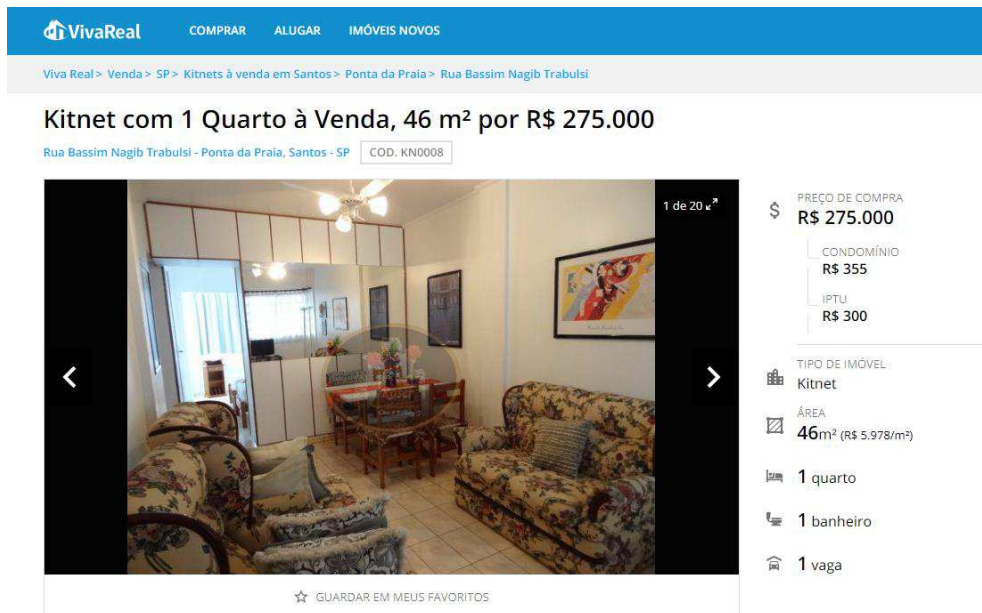 VivaReal COMPRAR ALUGAR IMÓVEIS NOVOS
Viva Real > Venda > SP > Kitnets à venda em Santos > Ponta da Praia > Rua Bassim Nagib Trabulsi
Kitnet com 1 Quarto à Venda, 46 m² por R$ 275.000
Rua Bassim Nagib Trabulsi - Ponta da Praia, Santos - SP COD. KN0008
1 de 20
PREÇO DE COMPRA
$ R$ 275.000
CONDOMÍNIO
R$ 355
IPTU
R$ 300
TIPO DE IMÓVEL
Kitnet
ÁREA
46m² (R$ 5.978/m²)
1 quarto
1 banheiro
1 vaga
GUARDAR EM MEUS FAVORITOS